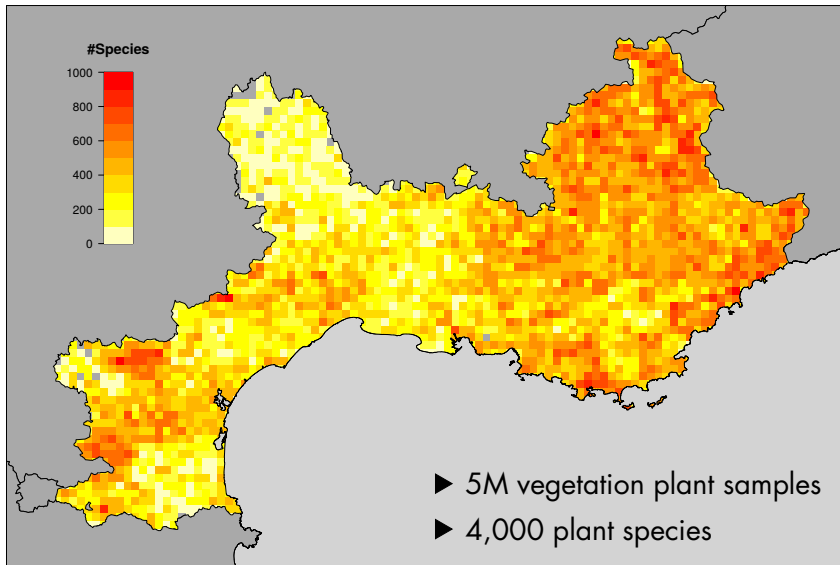 #Species
1000
800
600
400
200
0
▶ 5M vegetation plant samples
▶ 4,000 plant species